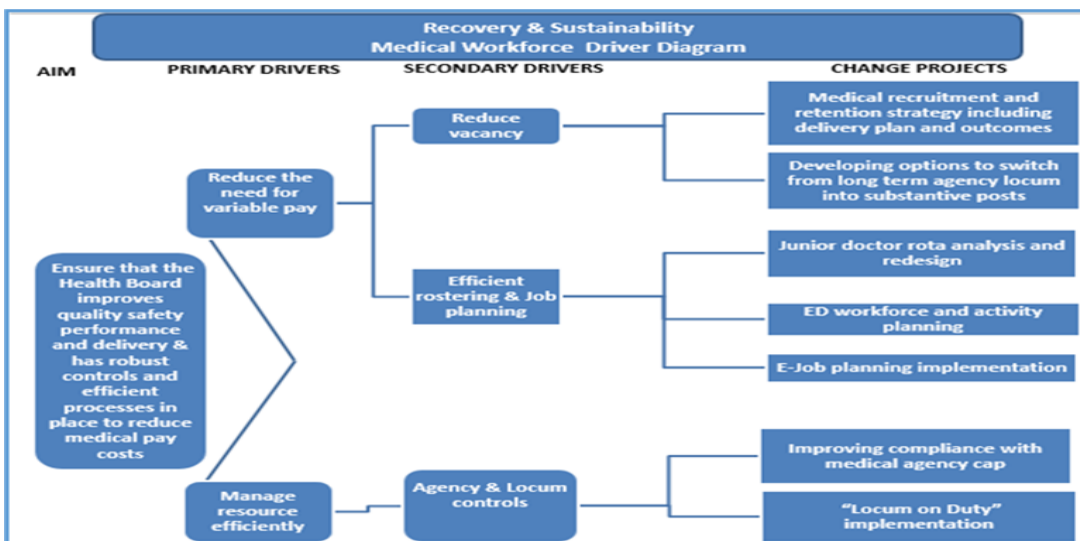 Recovery & Sustainability
Medical Workforce Driver Diagram
AIM
PRIMARY DRIVERS
SECONDARY DRIVERS
CHANGE PROJECTS
Ensure that the
Health Board
improves
quality safety
performance
and delivery &
has robust
controls and
efficient
processes in
place to reduce
medical pay
costs
Reduce the
need for
variable pay
Manage
resource
efficiently
Reduce
vacancy
Efficient
rostering & Job
planning
Agency & Locum
controls
Medical recruitment and
retention strategy including
delivery plan and outcomes
Developing options to switch
from long term agency locum
into substantive posts
Junior doctor rota analysis and
redesign
ED workforce and activity
planning
E-Job planning implementation
Improving compliance with
medical agency cap
“Locum on Duty”
implementation